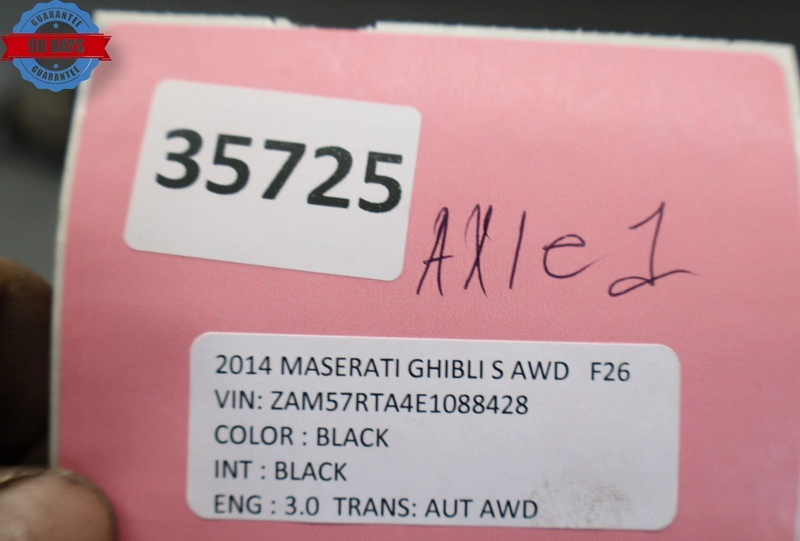 GUARANTEE
90 DAYS
GUARANTEE
35725
AXle 1
2014 MASERATI GHIBLI S AWD F26
VIN: ZAM57RTA4E1088428
COLOR : BLACK
INT : BLACK
ENG : 3.0 TRANS: AUT AWD